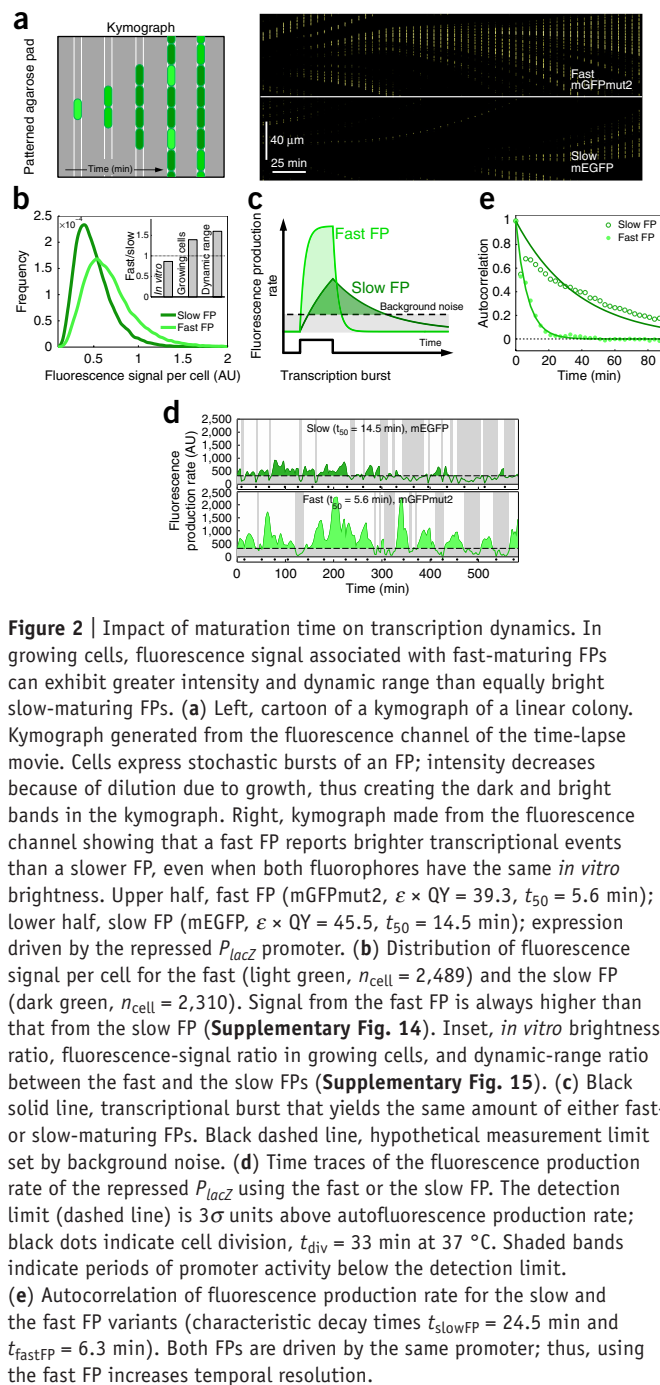 a
Kymograph
Patterned agarose pad
Time (min)
Fast
mGFPmut2
40 μm
25 min
Slow
mEGFP
b
×10⁻⁴
2.5
2
1.5
1
0.5
0
Frequency
0.5
1
1.5
2
Fluorescence signal per cell (AU)
Slow FP
Fast FP
Fast/slow
1.5
1
0.5
0
In vitro
Growing cells
Dynamic range
c
Fluorescence production
rate
Fast FP
Slow FP
Background noise
Time
Transcription burst
e
Autocorrelation
1.0
0.8
0.6
0.4
0.2
0
Slow FP
Fast FP
0
20
40
60
80
Time (min)
d
Fluorescence
production rate (AU)
2,500
2,000
1,500
1,000
500
0
Slow (t50 = 14.5 min), mEGFP
2,500
2,000
1,500
1,000
500
0
Fast (t50 = 5.6 min), mGFPmut2
0
100
200
300
400
500
Time (min)
Figure 2 | Impact of maturation time on transcription dynamics. In
growing cells, fluorescence signal associated with fast-maturing FPs
can exhibit greater intensity and dynamic range than equally bright
slow-maturing FPs. (a) Left, cartoon of a kymograph of a linear colony.
Kymograph generated from the fluorescence channel of the time-lapse
movie. Cells express stochastic bursts of an FP; intensity decreases
because of dilution due to growth, thus creating the dark and bright
bands in the kymograph. Right, kymograph made from the fluorescence
channel showing that a fast FP reports brighter transcriptional events
than a slower FP, even when both fluorophores have the same in vitro
brightness. Upper half, fast FP (mGFPmut2, ε × QY = 39.3, t50 = 5.6 min);
lower half, slow FP (mEGFP, ε × QY = 45.5, t50 = 14.5 min); expression
driven by the repressed PlacZ promoter. (b) Distribution of fluorescence
signal per cell for the fast (light green, ncell = 2,489) and the slow FP
(dark green, ncell = 2,310). Signal from the fast FP is always higher than
that from the slow FP (Supplementary Fig. 14). Inset, in vitro brightness
ratio, fluorescence-signal ratio in growing cells, and dynamic-range ratio
between the fast and the slow FPs (Supplementary Fig. 15). (c) Black
solid line, transcriptional burst that yields the same amount of either fast-
or slow-maturing FPs. Black dashed line, hypothetical measurement limit
set by background noise. (d) Time traces of the fluorescence production
rate of the repressed PlacZ using the fast or the slow FP. The detection
limit (dashed line) is 3σ units above autofluorescence production rate;
black dots indicate cell division, tdiv = 33 min at 37 °C. Shaded bands
indicate periods of promoter activity below the detection limit.
(e) Autocorrelation of fluorescence production rate for the slow and
the fast FP variants (characteristic decay times tslowFP = 24.5 min and
tfastFP = 6.3 min). Both FPs are driven by the same promoter; thus, using
the fast FP increases temporal resolution.